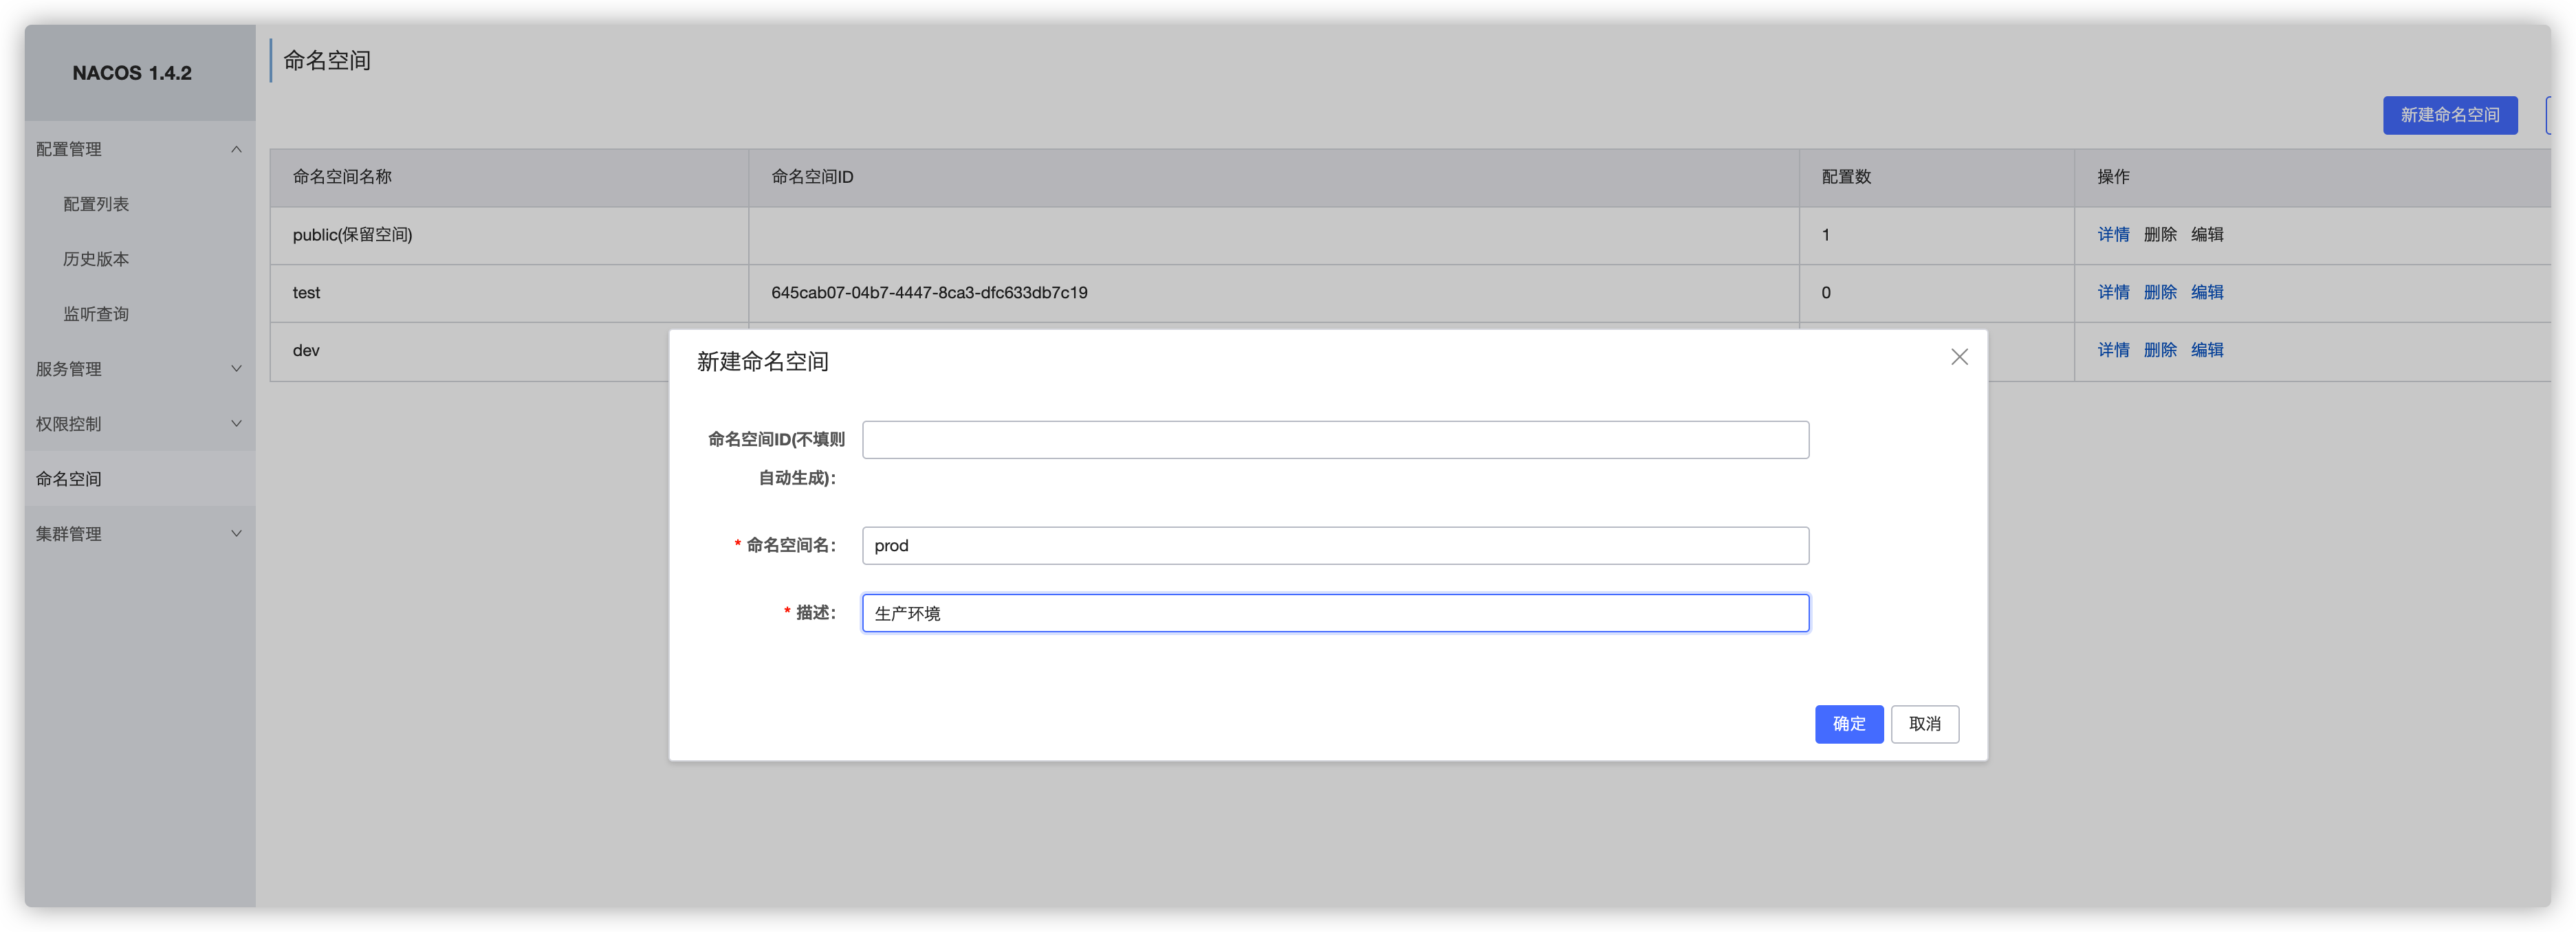 NACOS 1.4.2
配置管理
配置列表
历史版本
监听查询
服务管理
权限控制
命名空间
集群管理
命名空间
新建命名空间
命名空间名称 命名空间ID 配置数 操作
public(保留空间) 1 详情 删除 编辑
test 645cab07-04b7-4447-8ca3-dfc633db7c19 0 详情 删除 编辑
dev 详情 删除 编辑
新建命名空间
命名空间ID(不填则
自动生成)：
* 命名空间名： prod
* 描述： 生产环境
确定 取消